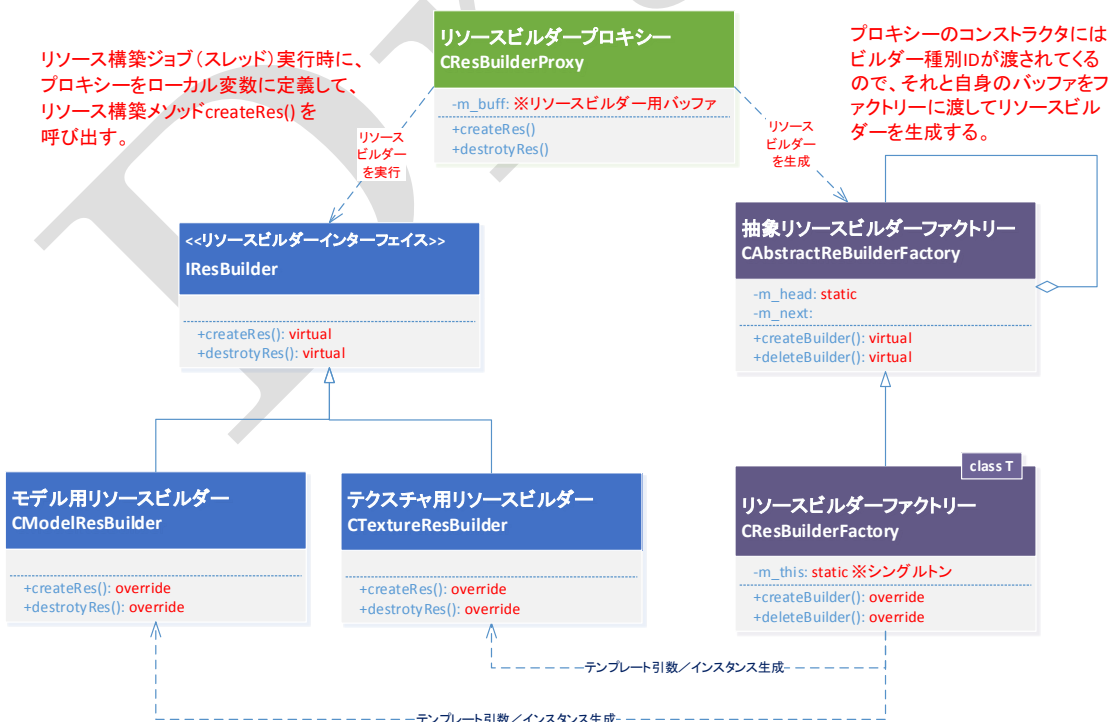 リソース構築ジョブ（スレッド）実行時に、
プロキシーをローカル変数に定義して、
リソース構築メソッドcreateRes() を
呼び出す。
リソースビルダープロキシー
CResBuilderProxy
-m_buff: ※リソースビルダー用バッファ
+createRes()
+destrotyRes()
プロキシーのコンストラクタには
ビルダー種別IDが渡されてくる
ので、それと自身のバッファをフ
ァクトリーに渡してリソースビル
ダーを生成する。
リソース
ビルダー
を実行
リソース
ビルダー
を生成
<<リソースビルダーインターフェイス>>
IResBuilder
+createRes(): virtual
+destrotyRes(): virtual
抽象リソースビルダーファクトリー
CAbstractReBuilderFactory
-m_head: static
-m_next:
+createBuilder(): virtual
+deleteBuilder(): virtual
モデル用リソースビルダー
CModelResBuilder
+createRes(): override
+destrotyRes(): override
テクスチャ用リソースビルダー
CTextureResBuilder
+createRes(): override
+destrotyRes(): override
class T
リソースビルダーファクトリー
CResBuilderFactory
-m_this: static ※シングルトン
+createBuilder(): override
+deleteBuilder(): override
テンプレート引数／インスタンス生成
テンプレート引数／インスタンス生成